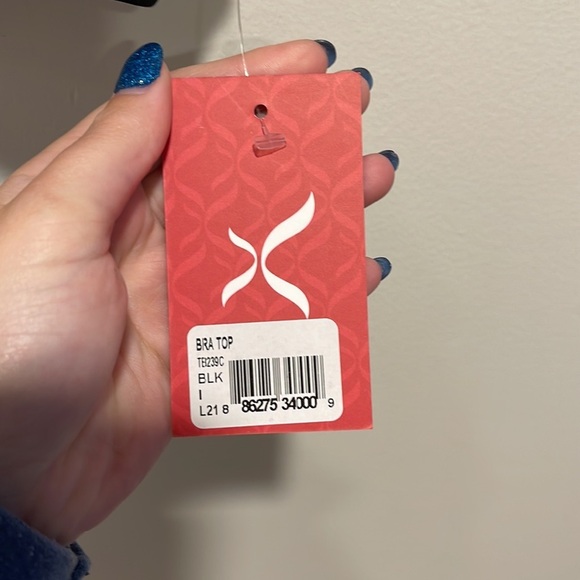 BRA TOP
TB239C
BLK
I
L21 8 86275 34000 9